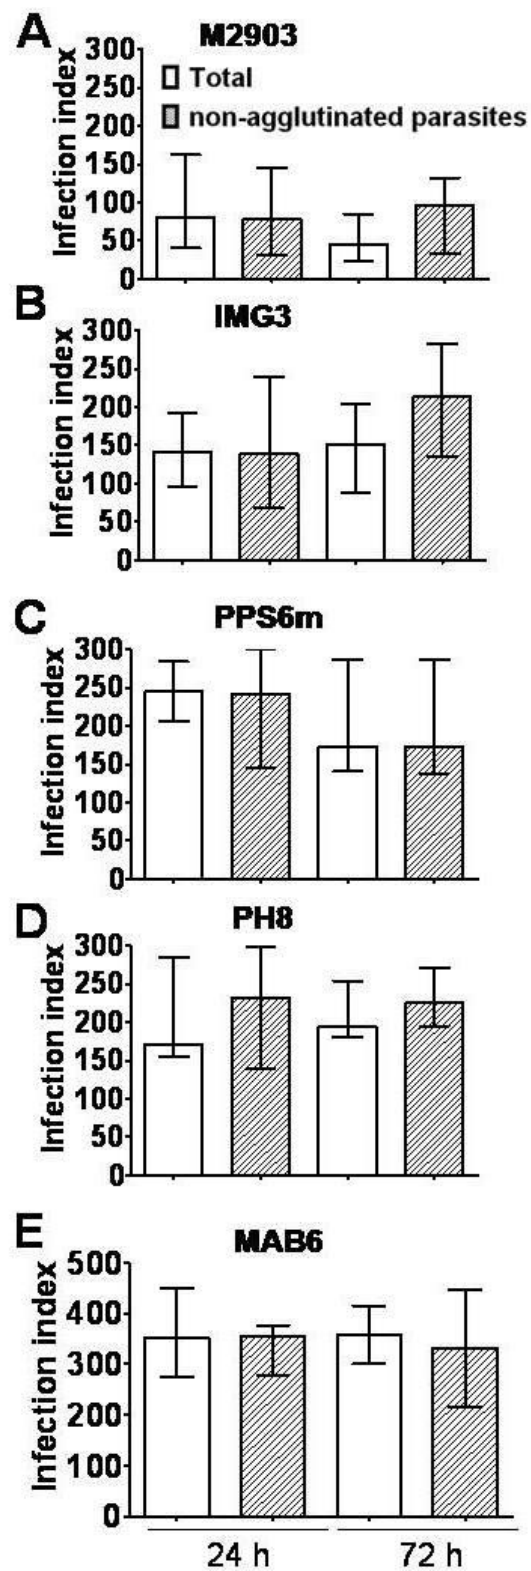 A
M2903
Infection index
300
250
200
150
100
50
0
Total
non-agglutinated parasites
B
IMG3
Infection index
300
250
200
150
100
50
0
C
PPS6m
Infection index
300
250
200
150
100
50
0
D
PH8
Infection index
300
250
200
150
100
50
0
E
MAB6
Infection index
500
400
300
200
100
0
24 h
72 h